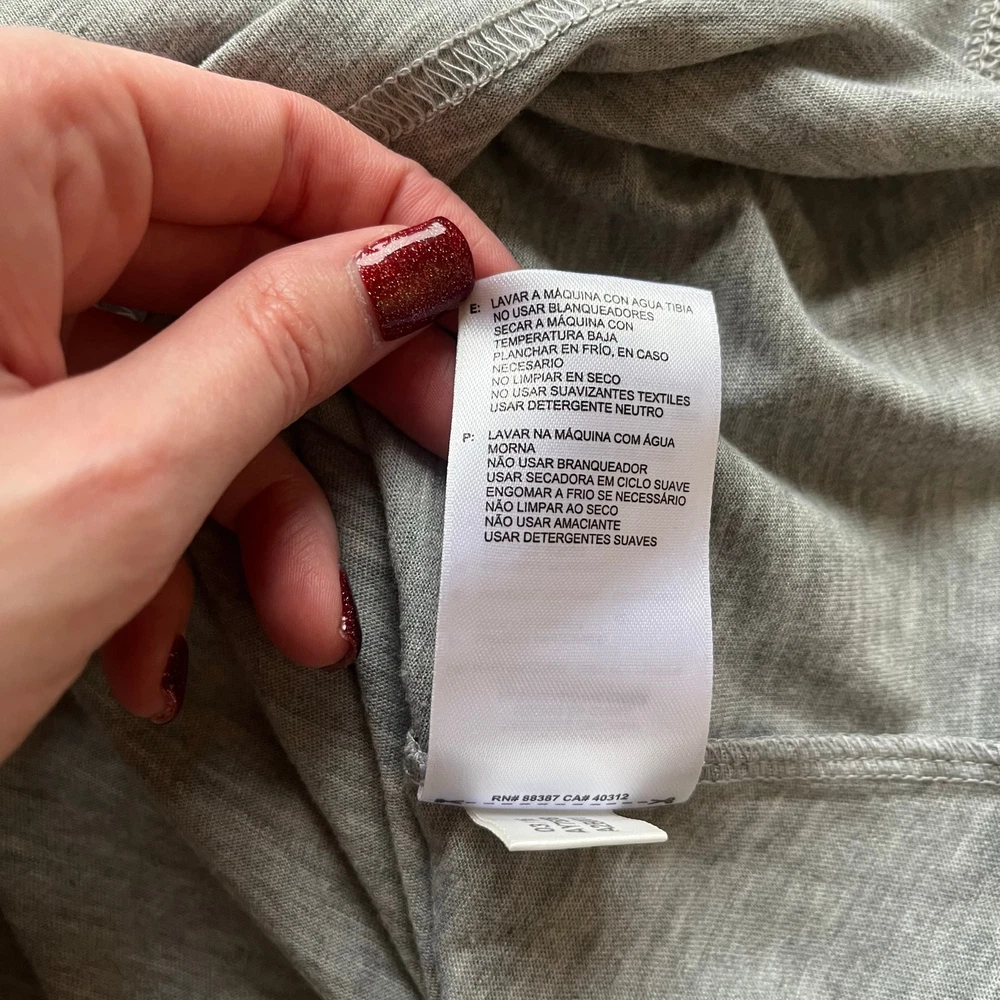 E: LAVAR A MÁQUINA CON AGUA TIBIA
NO USAR BLANQUEADORES
SECAR A MÁQUINA CON
TEMPERATURA BAJA
PLANCHAR EN FRÍO, EN CASO
NECESARIO
NO LIMPIAR EN SECO
NO USAR SUAVIZANTES TEXTILES
USAR DETERGENTE NEUTRO
P: LAVAR NA MÁQUINA COM ÁGUA
MORNA
NÃO USAR BRANQUEADOR
USAR SECADORA EM CICLO SUAVE
ENGOMAR A FRIO SE NECESSÁRIO
NÃO LIMPAR AO SECO
NÃO USAR AMACIANTE
USAR DETERGENTES SUAVES
RN# 88387 CA# 40312